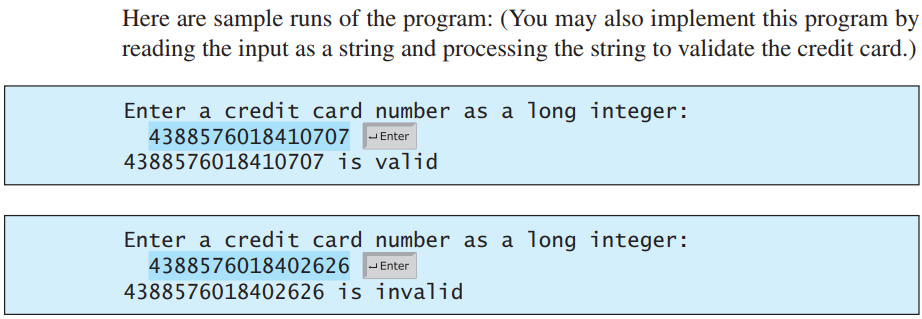 Here are sample runs of the program: (You may also implement this program by
reading the input as a string and processing the string to validate the credit card.)
Enter a credit card number as a long integer:
4388576018410707 ↵Enter
4388576018410707 is valid
Enter a credit card number as a long integer:
4388576018402626 ↵Enter
4388576018402626 is invalid